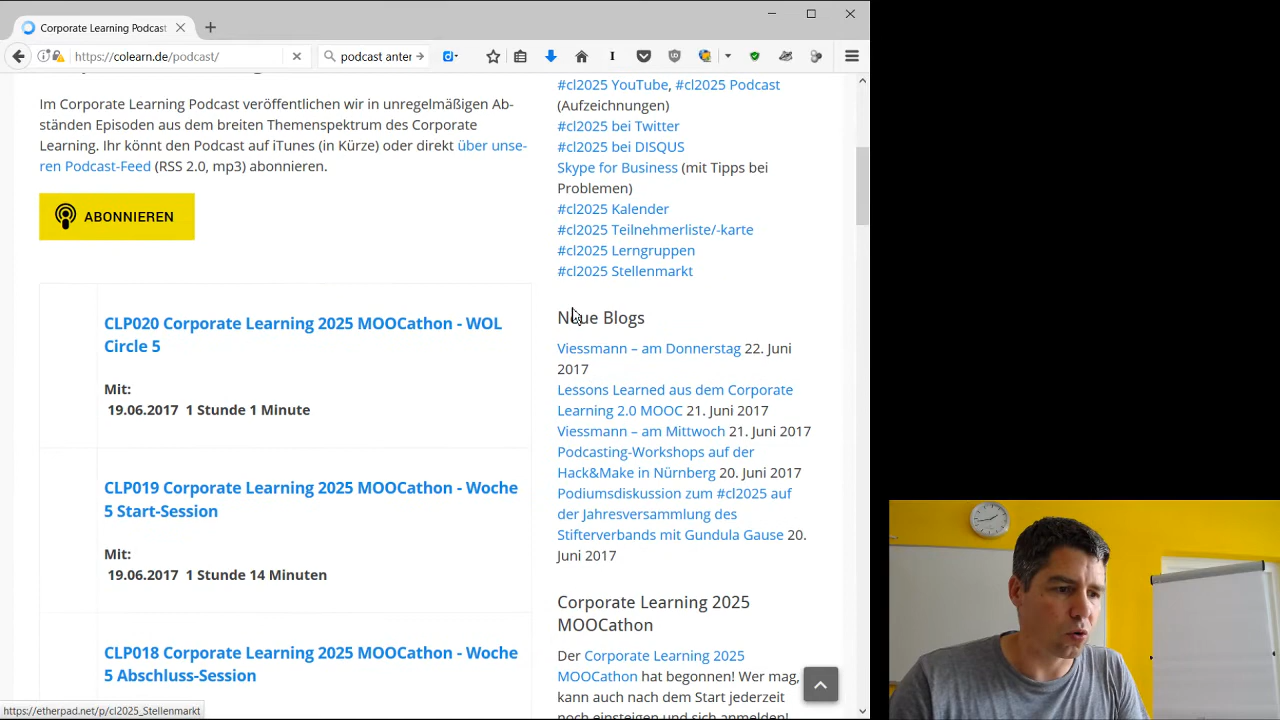 Corporate Learning Podcast
https://colearn.de/podcast/
podcast anter
Im Corporate Learning Podcast veröffentlichen wir in unregelmäßigen Ab-
ständen Episoden aus dem breiten Themenspektrum des Corporate
Learning. Ihr könnt den Podcast auf iTunes (in Kürze) oder direkt über unse-
ren Podcast-Feed (RSS 2.0, mp3) abonnieren.
ABONNIEREN
CLP020 Corporate Learning 2025 MOOCathon - WOL
Circle 5
Mit:
19.06.2017 1 Stunde 1 Minute
CLP019 Corporate Learning 2025 MOOCathon - Woche
5 Start-Session
Mit:
19.06.2017 1 Stunde 14 Minuten
CLP018 Corporate Learning 2025 MOOCathon - Woche
5 Abschluss-Session
#cl2025 YouTube, #cl2025 Podcast
(Aufzeichnungen)
#cl2025 bei Twitter
#cl2025 bei DISQUS
Skype for Business (mit Tipps bei
Problemen)
#cl2025 Kalender
#cl2025 Teilnehmerliste/-karte
#cl2025 Lerngruppen
#cl2025 Stellenmarkt
Neue Blogs
Viessmann – am Donnerstag 22. Juni
2017
Lessons Learned aus dem Corporate
Learning 2.0 MOOC 21. Juni 2017
Viessmann – am Mittwoch 21. Juni 2017
Podcasting-Workshops auf der
Hack&Make in Nürnberg 20. Juni 2017
Podiumsdiskussion zum #cl2025 auf
der Jahresversammlung des
Stifterverbands mit Gundula Gause 20.
Juni 2017
Corporate Learning 2025
MOOCathon
Der Corporate Learning 2025
MOOCathon hat begonnen! Wer mag,
kann auch nach dem Start jederzeit
noch einsteigen und sich anmelden!
https://etherpad.net/p/cl2025_Stellenmarkt